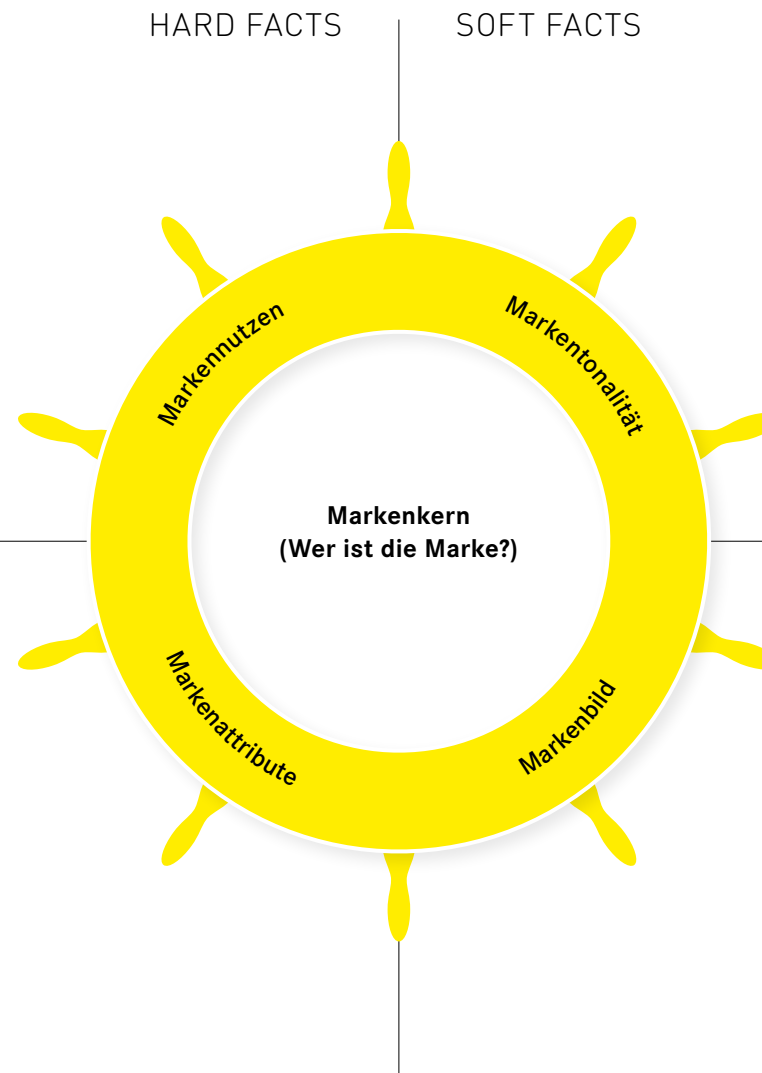 HARD FACTS
SOFT FACTS
Markennutzen
Markentonalität
Markenkern
(Wer ist die Marke?)
Markenattribute
Markenbild